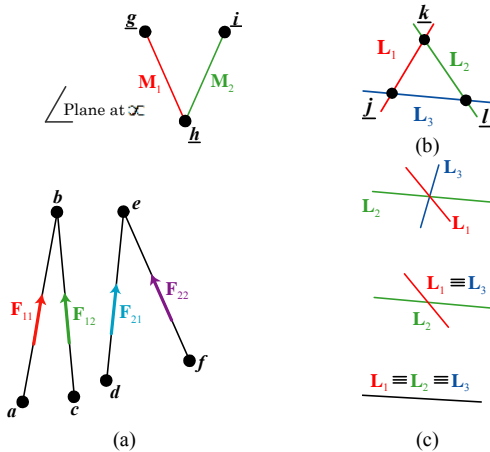 g i
M₁ M₂
Plane at ∝
h
b e
F₁₁ F₁₂ F₂₁ F₂₂
a c d f
(a)
k
L₁ L₂
j L₃ l
(b)
L₃
L₂ L₁
L₁ ≡ L₃
L₂
L₁ ≡ L₂ ≡ L₃
(c)